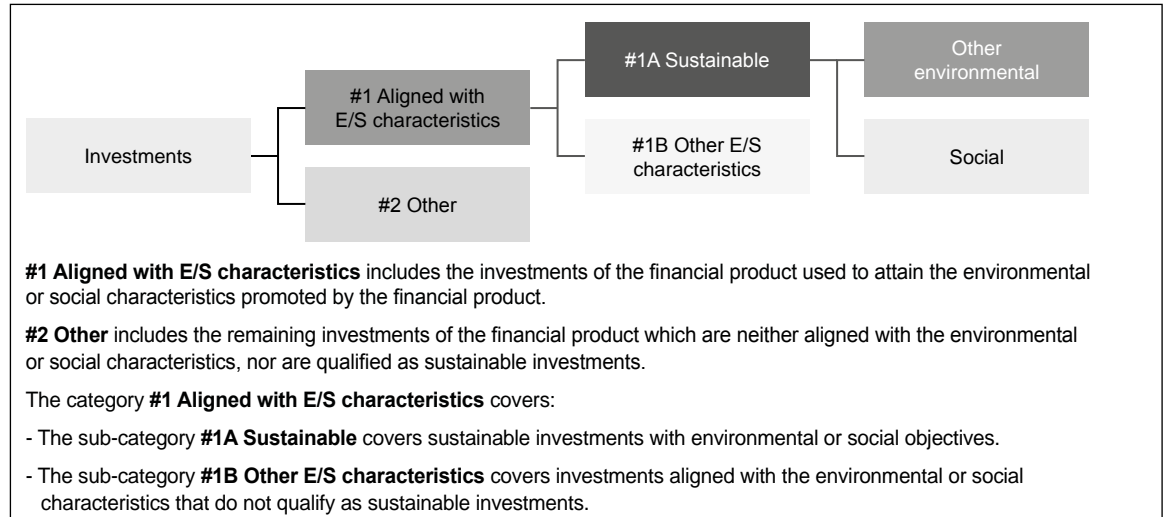 #1A Sustainable
Other
environmental
#1 Aligned with
E/S characteristics
Investments
#1B Other E/S
characteristics
Social
#2 Other
#1 Aligned with E/S characteristics includes the investments of the financial product used to attain the environmental
or social characteristics promoted by the financial product.
#2 Other includes the remaining investments of the financial product which are neither aligned with the environmental
or social characteristics, nor are qualified as sustainable investments.
The category #1 Aligned with E/S characteristics covers:
- The sub-category #1A Sustainable covers sustainable investments with environmental or social objectives.
- The sub-category #1B Other E/S characteristics covers investments aligned with the environmental or social
characteristics that do not qualify as sustainable investments.